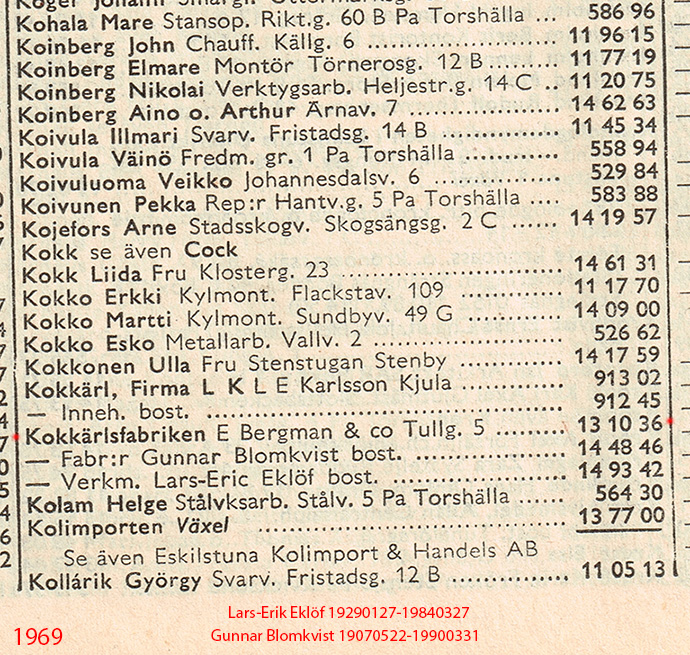 Kohala Mare Stansop. Rikt.g. 60 B Pa Torshälla ... 586 96
Koinberg John Chauff. Källg. 6 ........................ 11 96 15
Koinberg Elmare Montör Törnerosg. 12 B......... 11 77 19
Koinberg Nikolai Verktygsarb. Heljestr.g. 14 C .. 11 20 75
Koinberg Aino o. Arthur Ärnav. 7 ................... 14 62 63
Koivula Illmari Svarv. Fristadsg. 14 B ............... 11 45 34
Koivula Väinö Fredm. gr. 1 Pa Torshälla ............ 558 94
Koivuluoma Veikko Johannesdalsv. 6 ............... 529 84
Koivunen Pekka Rep:r Hantv.g. 5 Pa Torshälla .... 583 88
Kojefors Arne Stadsskogv. Skogsängsg. 2 C ...... 14 19 57
Kokk se även Cock
Kokk Liida Fru Klosterg. 23 ............................ 14 61 31
Kokko Erkki Kylmont. Flackstav. 109 ............ 11 17 70
Kokko Martti Kylmont. Sundbyv. 49 G ............ 14 09 00
Kokko Esko Metallarb. Vallv. 2 ........................ 526 62
Kokkonen Ulla Fru Stenstugan Stenby ............ 14 17 59
Kokkärl, Firma L K L E Karlsson Kjula ............ 913 02
— Inneh. bost. .......................................... 912 45
Kokkärlsfabriken E Bergman & co Tullg. 5 ........ 13 10 36
— Fabr:r Gunnar Blomkvist bost. .................. 14 48 46
— Verkm. Lars-Eric Eklöf bost. ..................... 14 93 42
Kolam Helge Stålvksarb. Stålv. 5 Pa Torshälla ...... 564 30
Kolimporten Växel .................................... 13 77 00
Se även Eskilstuna Kolimport & Handels AB
Kollárik György Svarv. Fristadsg. 12 B ............... 11 05 13
Lars-Erik Eklöf 19290127-19840327
1969 Gunnar Blomkvist 19070522-19900331